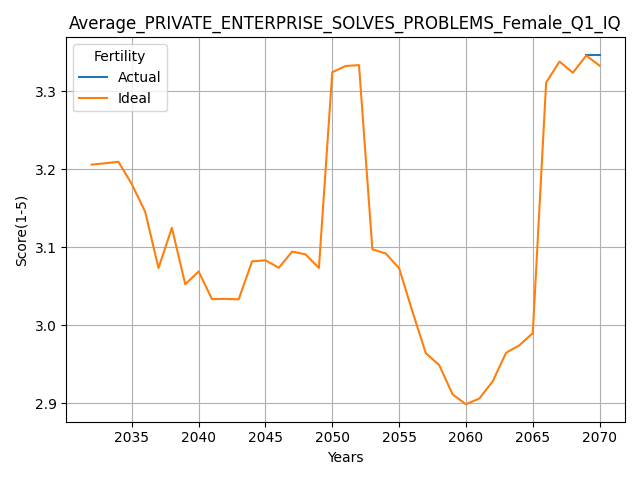 Average_PRIVATE_ENTERPRISE_SOLVES_PROBLEMS_Female_Q1_IQ
Fertility
Actual
Ideal
Score(1-5)
3.3
3.2
3.1
3.0
2.9
2035 2040 2045 2050 2055 2060 2065 2070
Years